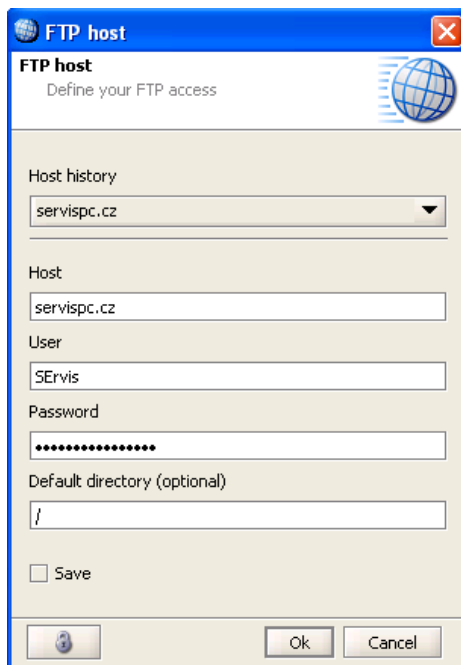 FTP host
FTP host
Define your FTP access
Host history
servispc.cz
Host
servispc.cz
User
SErvis
Password
••••••••••••••••
Default directory (optional)
/
Save
Ok Cancel